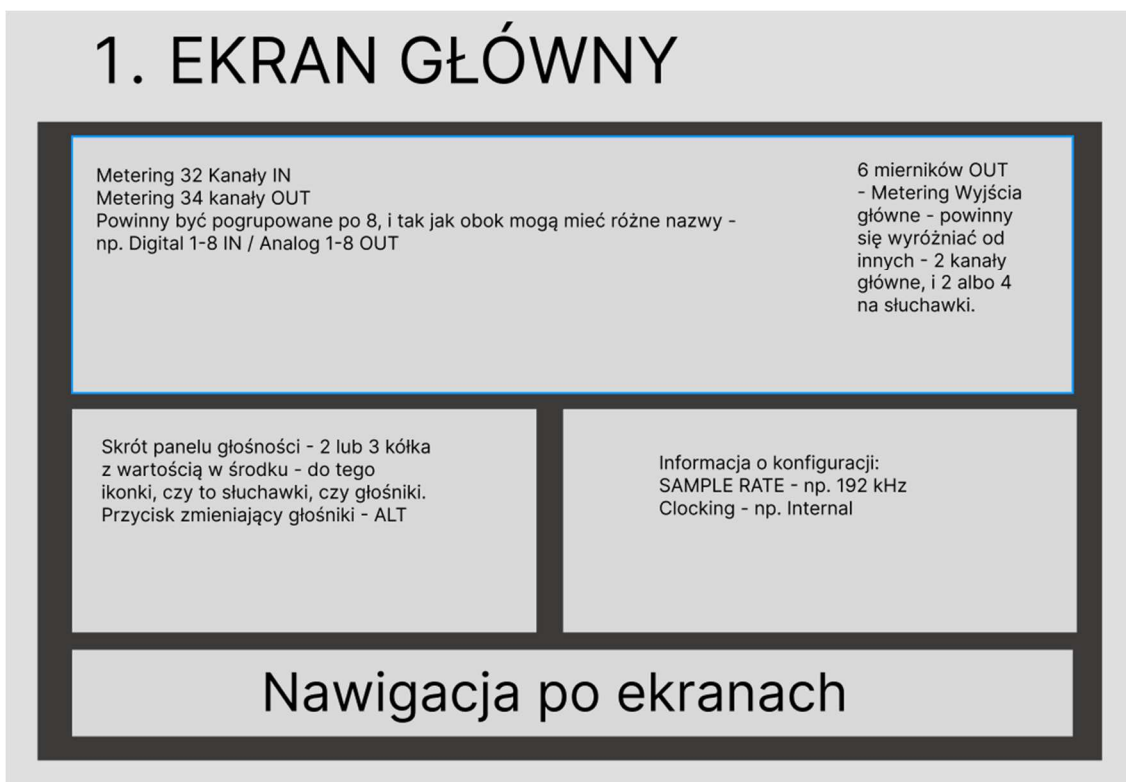 1. EKRAN GŁÓWNY
Metering 32 Kanały IN
Metering 34 kanały OUT
Powinny być pogrupowane po 8, i tak jak obok mogą mieć różne nazwy -
np. Digital 1-8 IN / Analog 1-8 OUT
6 mierników OUT
- Metering Wyjścia
główne - powinny
się wyróżniać od
innych - 2 kanały
główne, i 2 albo 4
na słuchawki.
Skrót panelu głośności - 2 lub 3 kółka
z wartością w środku - do tego
ikonki, czy to słuchawki, czy głośniki.
Przycisk zmieniający głośniki - ALT
Informacja o konfiguracji:
SAMPLE RATE - np. 192 kHz
Clocking - np. Internal
Nawigacja po ekranach